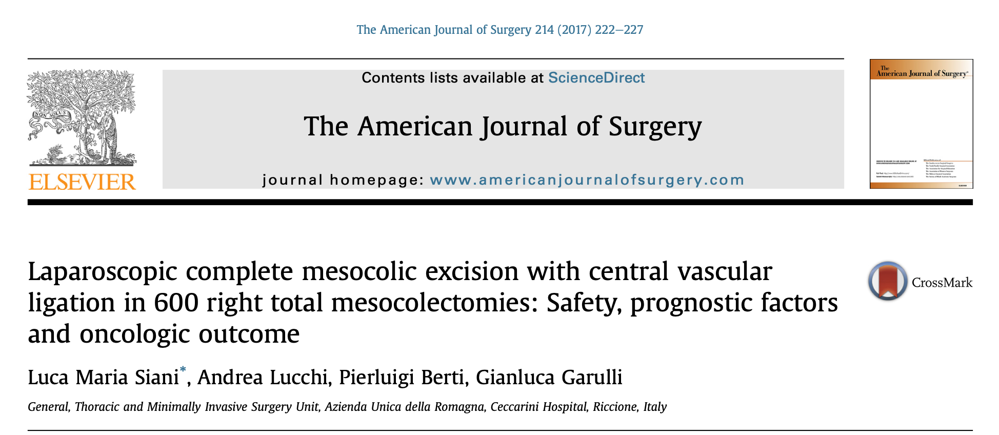 The American Journal of Surgery 214 (2017) 222–227
Contents lists available at ScienceDirect
The American Journal of Surgery
journal homepage: www.americanjournalofsurgery.com
NON SOLUS
ELSEVIER
The
American Journal of Surgery®
ELSEVIER
Laparoscopic complete mesocolic excision with central vascular
ligation in 600 right total mesocolectomies: Safety, prognostic factors
and oncologic outcome
CrossMark
Luca Maria Siani*, Andrea Lucchi, Pierluigi Berti, Gianluca Garulli
General, Thoracic and Minimally Invasive Surgery Unit, Azienda Unica della Romagna, Ceccarini Hospital, Riccione, Italy